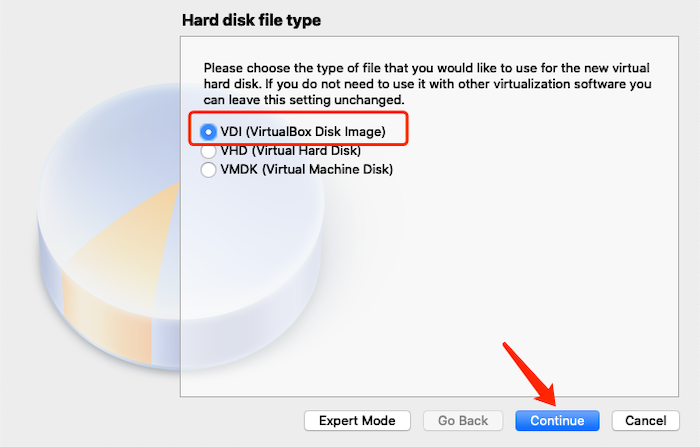 Hard disk file type
Please choose the type of file that you would like to use for the new virtual
hard disk. If you do not need to use it with other virtualization software you
can leave this setting unchanged.
VDI (VirtualBox Disk Image)
VHD (Virtual Hard Disk)
VMDK (Virtual Machine Disk)
Expert Mode
Go Back
Continue
Cancel